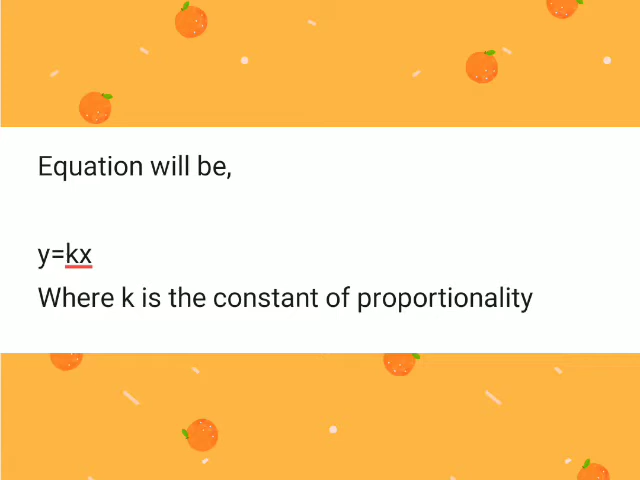 Equation will be,
y=kx
Where k is the constant of proportionality